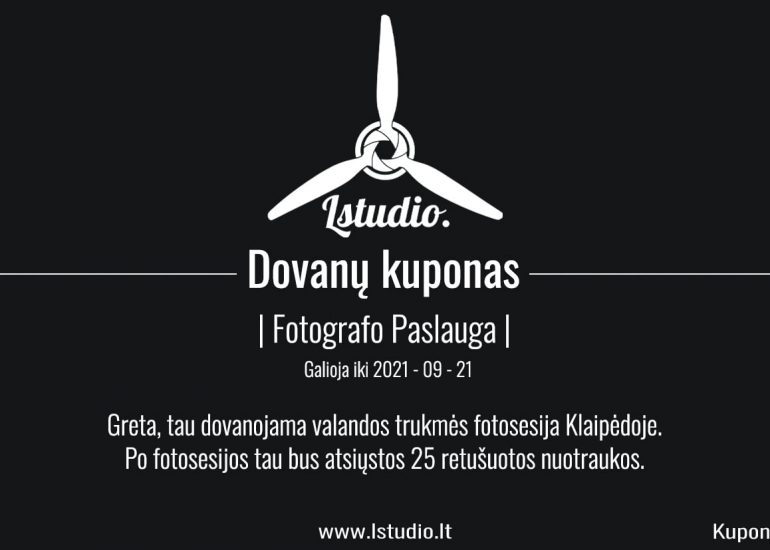 Lstudio.
Dovanų kuponas
| Fotografo Paslauga |
Galioja iki 2021 - 09 - 21
Greta, tau dovanojama valandos trukmės fotosesija Klaipėdoje.
Po fotosesijos tau bus atsiųstos 25 retušuotos nuotraukos.
www.lstudio.lt
Kupon